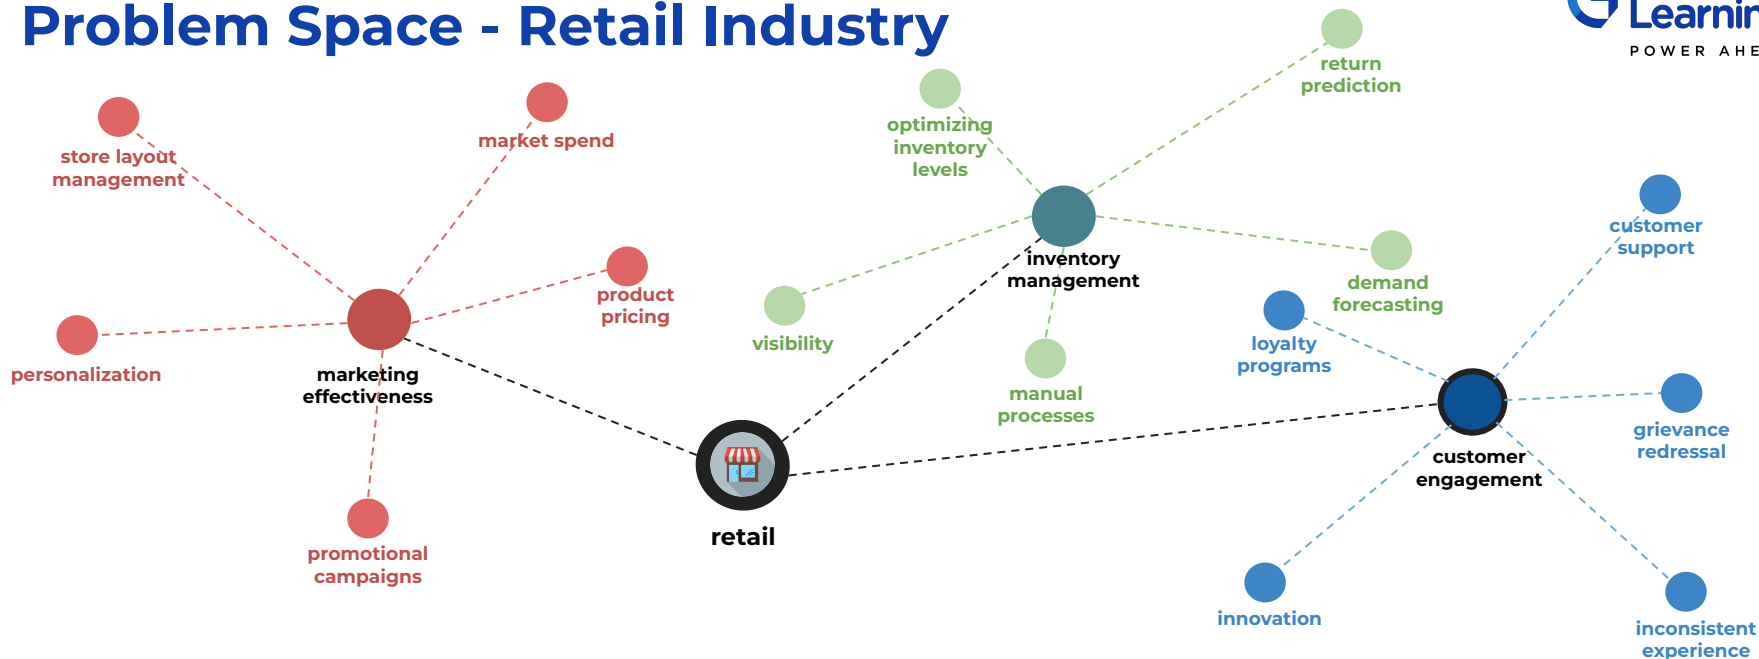 Problem Space - Retail Industry
Learnin
POWER AHE
store layout
management
market spend
product
pricing
personalization
marketing
effectiveness
promotional
campaigns
retail
optimizing
inventory
levels
return
prediction
inventory
management
visibility
manual
processes
demand
forecasting
loyalty
programs
customer
support
grievance
redressal
customer
engagement
innovation
inconsistent
experience